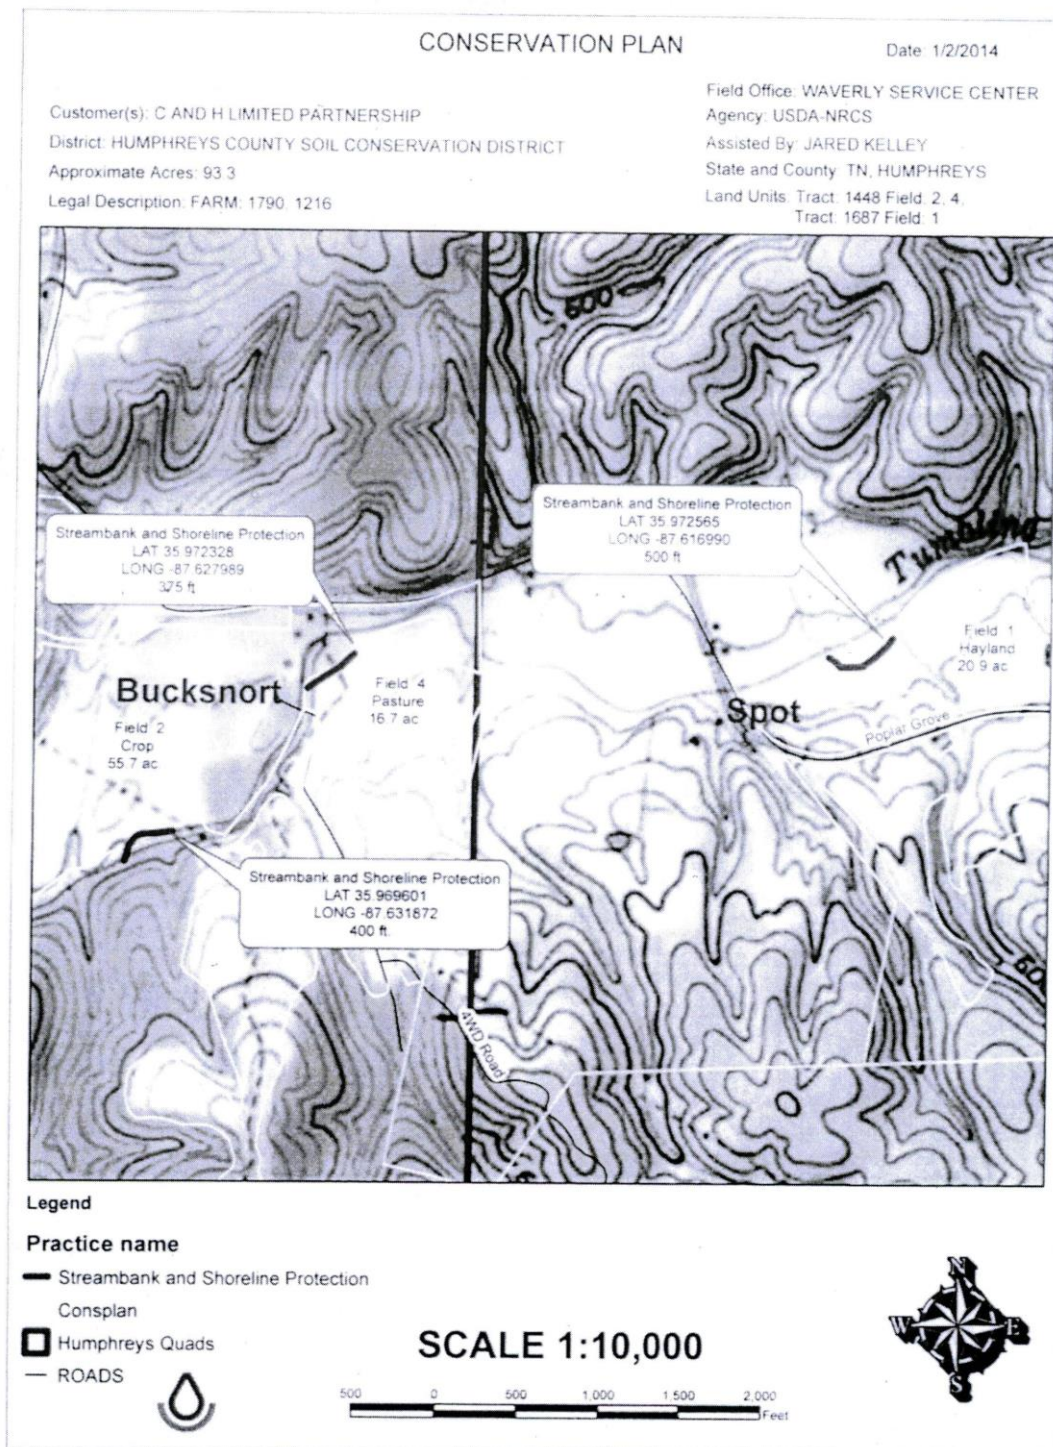 CONSERVATION PLAN
Date: 1/2/2014
Customer(s): C AND H LIMITED PARTNERSHIP
District: HUMPHREYS COUNTY SOIL CONSERVATION DISTRICT
Approximate Acres: 93.3
Legal Description: FARM: 1790, 1216
Field Office: WAVERLY SERVICE CENTER
Agency: USDA-NRCS
Assisted By: JARED KELLEY
State and County: TN, HUMPHREYS
Land Units: Tract: 1448 Field: 2, 4,
Tract: 1687 Field: 1
600
Streambank and Shoreline Protection
LAT 35.972328
LONG -87.627989
375 ft
Streambank and Shoreline Protection
LAT 35.972565
LONG -87.616990
500 ft
Tumbling
Field 1
Hayland
20.9 ac
Bucksnort
Field 4
Pasture
16.7 ac
Field 2
Crop
55.7 ac
Spot
Poplar Grove
Streambank and Shoreline Protection
LAT 35.969601
LONG -87.631872
400 ft.
4WD Road
Legend
Practice name
Streambank and Shoreline Protection
Consplan
Humphreys Quads
ROADS
SCALE 1:10,000
500 0 500 1,000 1,500 2,000
Feet
N
W E
S